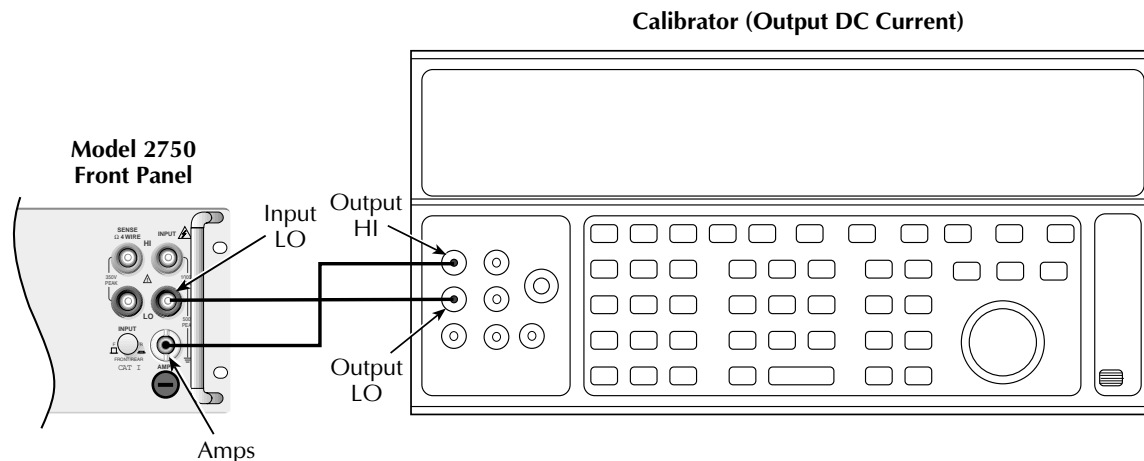 Calibrator (Output DC Current)
Model 2750
Front Panel
Input
LO
Output
HI
SENSE
Ω 4 WIRE
INPUT
HI
350V
PEAK
LO
INPUT
F
R
FRONT/REAR
CAT I
Output
LO
Amps